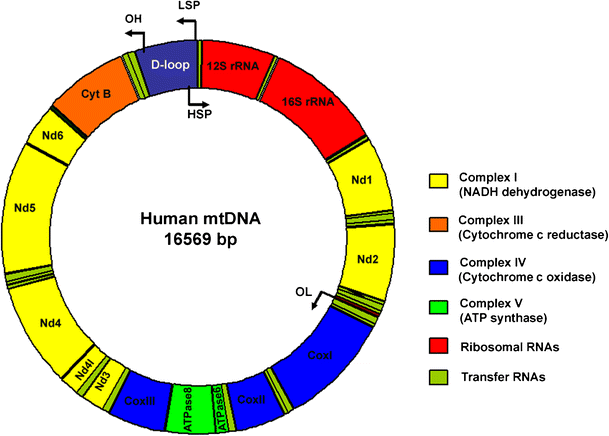 OH
LSP
D-loop
12S rRNA
HSP
16S rRNA
Cyt B
Nd6
Nd5
Nd4
Nd4l
Nd3
CoxIII
ATPase8
ATPase6
CoxII
CoxI
OL
Nd2
Nd1
Human mtDNA
16569 bp
Complex I
(NADH dehydrogenase)
Complex III
(Cytochrome c reductase)
Complex IV
(Cytochrome c oxidase)
Complex V
(ATP synthase)
Ribosomal RNAs
Transfer RNAs